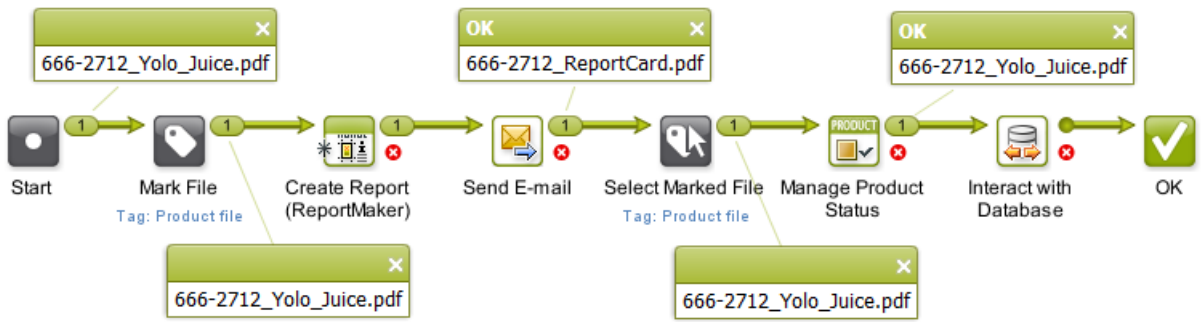 OK
OK
666-2712_Yolo_Juice.pdf
666-2712_ReportCard.pdf
666-2712_Yolo_Juice.pdf
1
1
1
1
1
1
PRODUCT
Start
Mark File
Tag: Product file
Create Report
(ReportMaker)
Send E-mail
Select Marked File
Tag: Product file
Manage Product
Status
Interact with
Database
OK
666-2712_Yolo_Juice.pdf
666-2712_Yolo_Juice.pdf